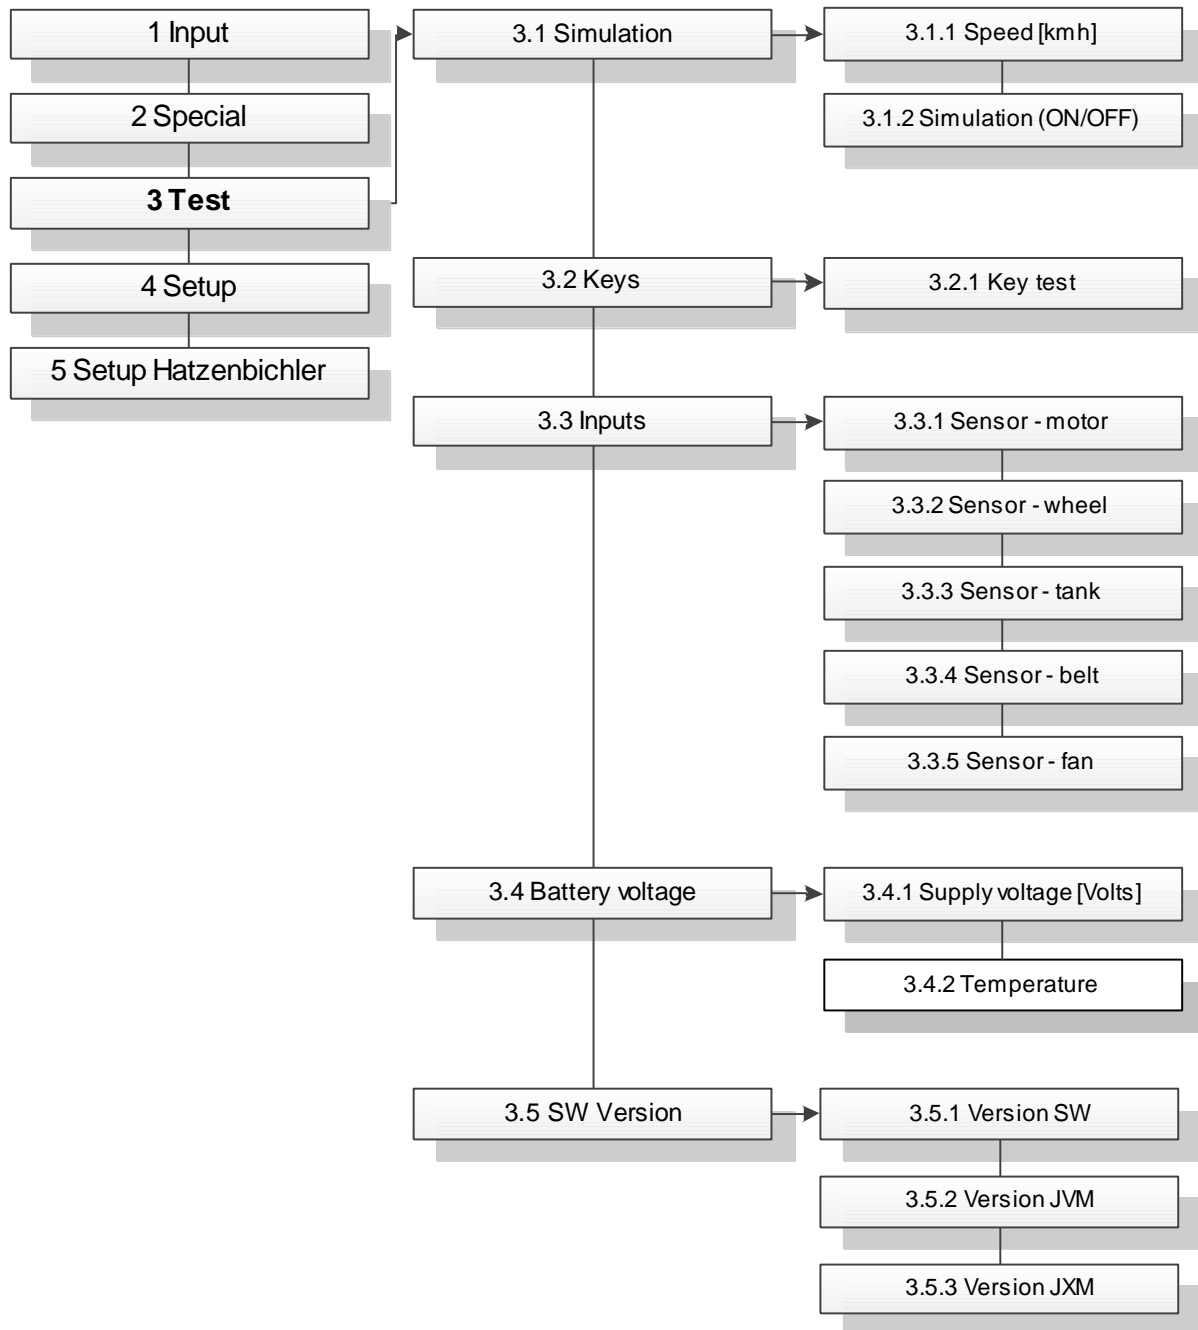 1 Input
2 Special
3 Test
4 Setup
5 Setup Hatzenbichler
3.1 Simulation
3.1.1 Speed [kmh]
3.1.2 Simulation (ON/OFF)
3.2 Keys
3.2.1 Key test
3.3 Inputs
3.3.1 Sensor - motor
3.3.2 Sensor - wheel
3.3.3 Sensor - tank
3.3.4 Sensor - belt
3.3.5 Sensor - fan
3.4 Battery voltage
3.4.1 Supply voltage [Volts]
3.4.2 Temperature
3.5 SW Version
3.5.1 Version SW
3.5.2 Version JVM
3.5.3 Version JXM